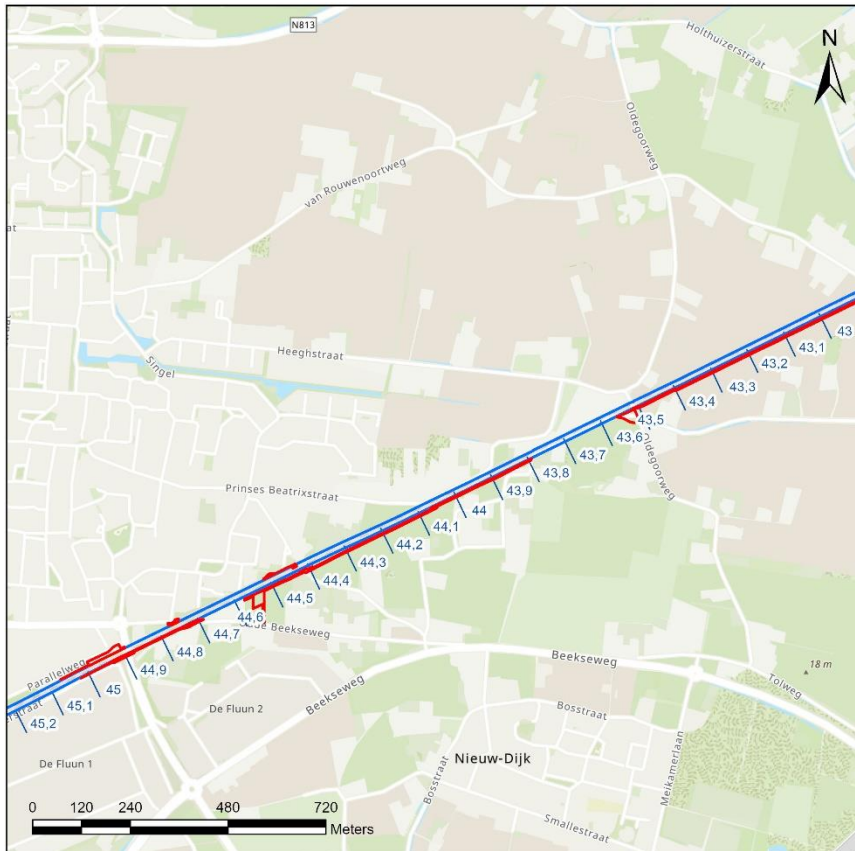 N813
Holthuizerstraat
N
Oldegoorweg
van Rouwenoortweg
Heeghstraat
Singel
43
43,1
43,2
43,3
43,4
43,5
43,6
43,7
43,8
43,9
44
44,1
44,2
44,3
44,4
44,5
44,6
44,7
44,8
44,9
45
45,1
45,2
Oldegoorweg
Prinses Beatrixstraat
Beekseweg
Parallelweg
Beekseweg
Beekseweg
18 m
Tolweg
De Fluun 2
De Fluun 1
Bosstraat
Nieuw-Dijk
Meikamerlaan
Bosstraat
Smallestraat
0 120 240 480 720
Meters